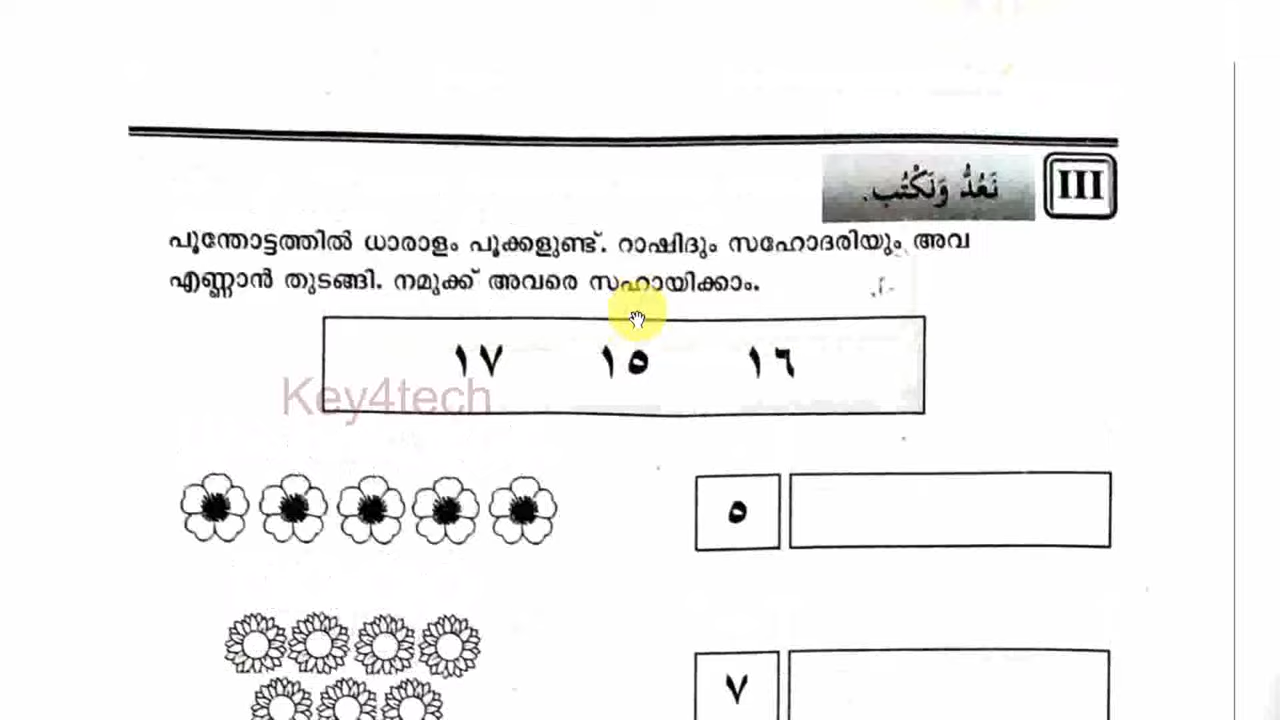 III
نَعُدُّ وَنَكْتُب.
പൂന്തോട്ടത്തിൽ ധാരാളം പൂക്കളുണ്ട്. റാഷിദും സഹോദരിയും അവ
എണ്ണാൻ തുടങ്ങി. നമുക്ക് അവരെ സഹായിക്കാം.
١٧ ١٥ ١٦
Key4tech
٥
٧